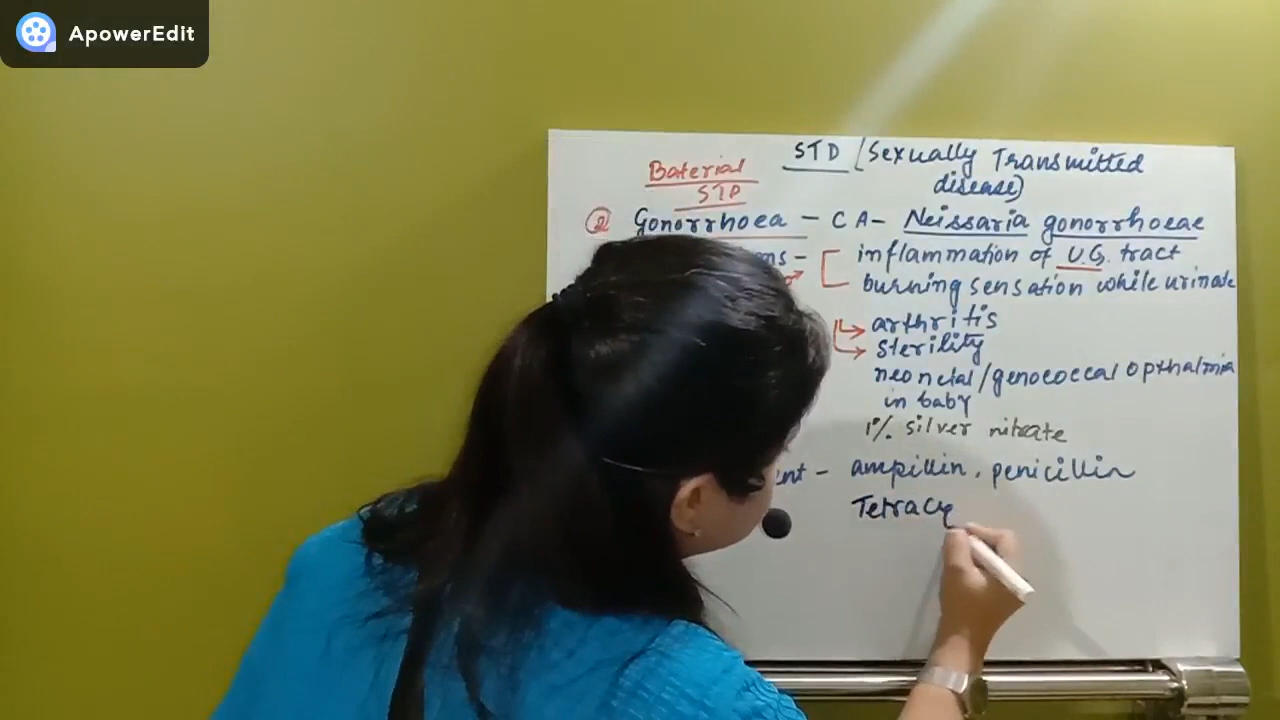 ApowerEdit
STD (Sexually Transmitted
disease)
Baterial
STD
② Gonorrhoea - C A - Neissaria gonorrhoeae
inflammation of U.G. tract
burning sensation while urinate
arthritis
sterility
neonetal/genococcal opthalmia
in baby
1% silver nitrate
ampillin, penicillin
Tetracy